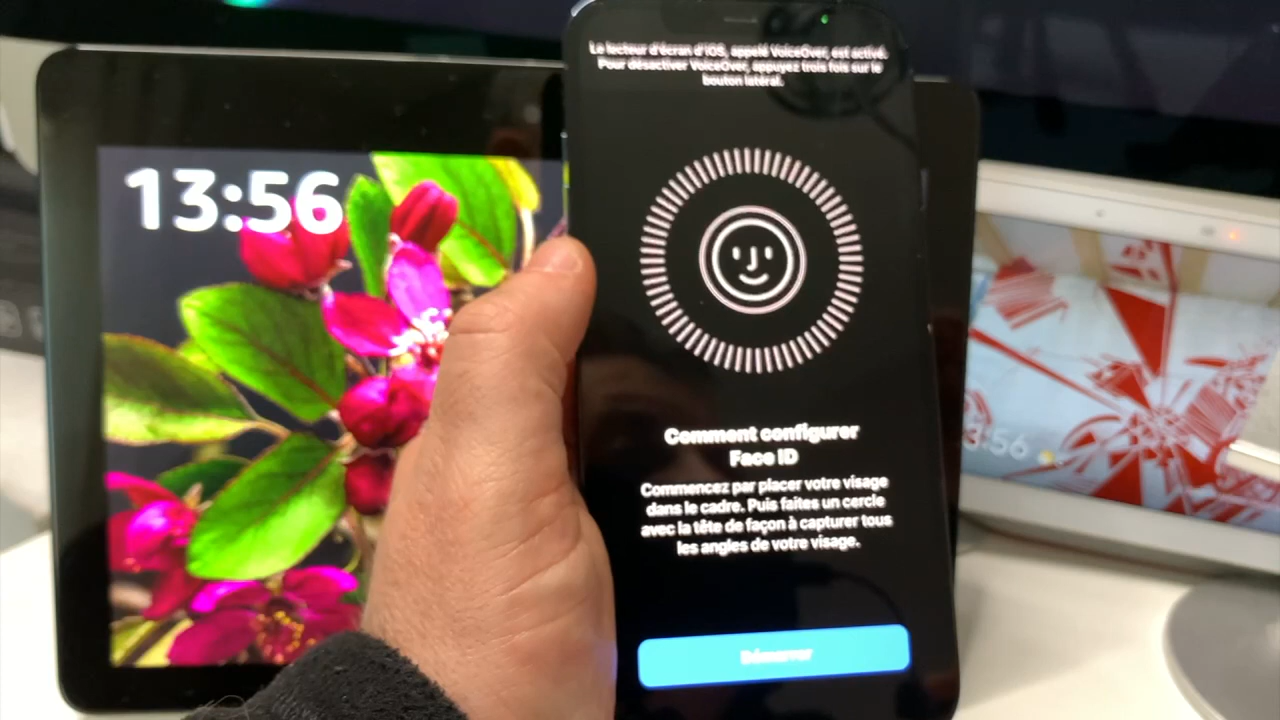 13:56
Le lecteur d'écran d'iOS, appelé VoiceOver, est activé.
Pour désactiver VoiceOver, appuyez trois fois sur le
bouton latéral.
Comment configurer
Face ID
Commencez par placer votre visage
dans le cadre. Puis faites un cercle
avec la tête de façon à capturer tous
les angles de votre visage.
Démarrer
3:56